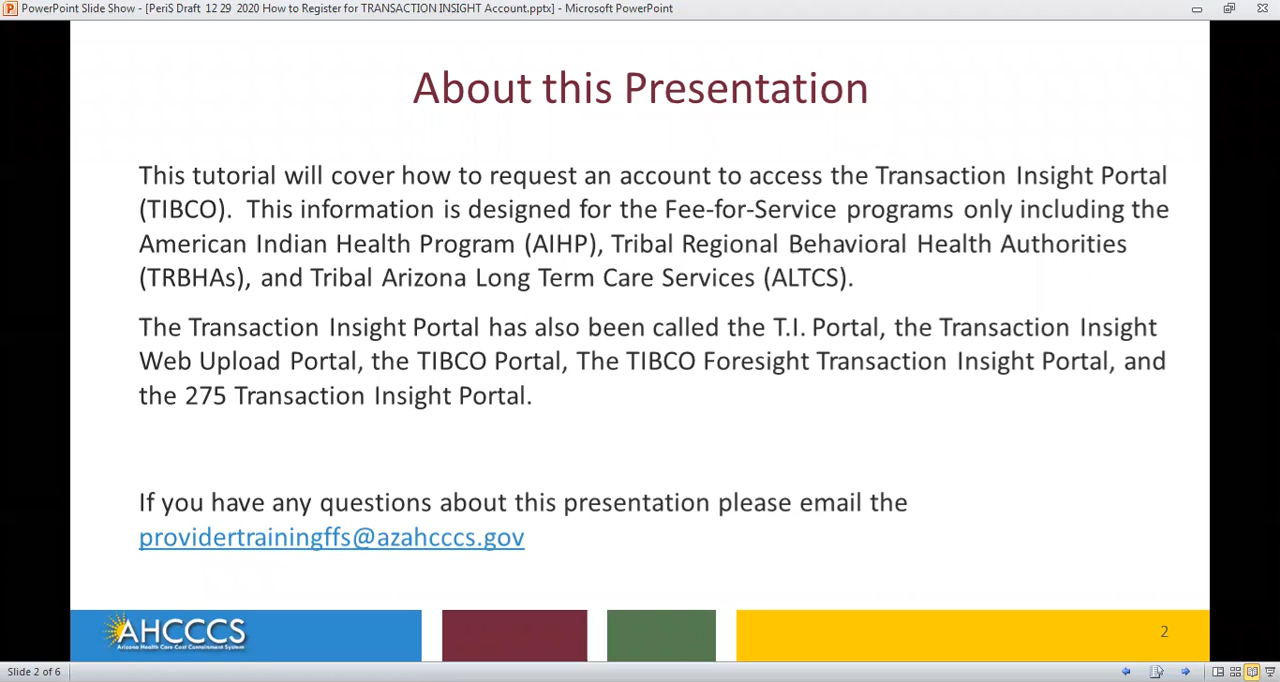 PowerPoint Slide Show - [PeriS Draft  12 29  2020 How to Register for TRANSACTION INSIGHT Account.pptx] - Microsoft PowerPoint
About this Presentation
This tutorial will cover how to request an account to access the Transaction Insight Portal
(TIBCO).  This information is designed for the Fee-for-Service programs only including the
American Indian Health Program (AIHP), Tribal Regional Behavioral Health Authorities
(TRBHAs), and Tribal Arizona Long Term Care Services (ALTCS).
The Transaction Insight Portal has also been called the T.I. Portal, the Transaction Insight
Web Upload Portal, the TIBCO Portal, The TIBCO Foresight Transaction Insight Portal, and
the 275 Transaction Insight Portal.
If you have any questions about this presentation please email the
providertrainingffs@azahcccs.gov
AHCCCS
Arizona Health Care Cost Containment System
2
Slide 2 of 6